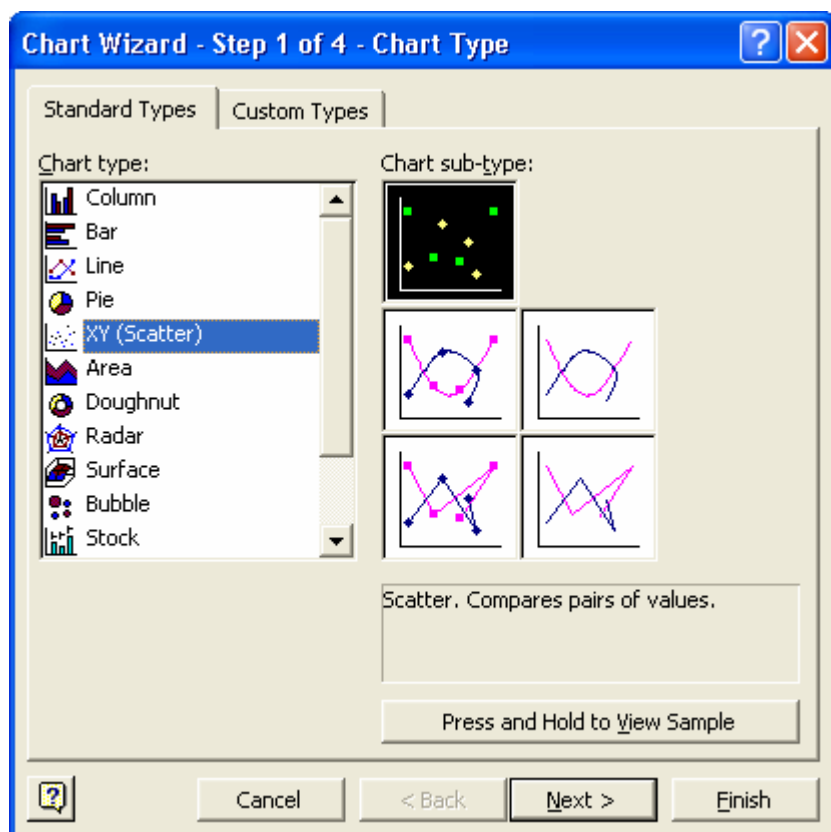 Chart Wizard - Step 1 of 4 - Chart Type
Standard Types
Custom Types
Chart type:
Column
Bar
Line
Pie
XY (Scatter)
Area
Doughnut
Radar
Surface
Bubble
Stock
Chart sub-type:
Scatter. Compares pairs of values.
Press and Hold to View Sample
Cancel
< Back
Next >
Finish